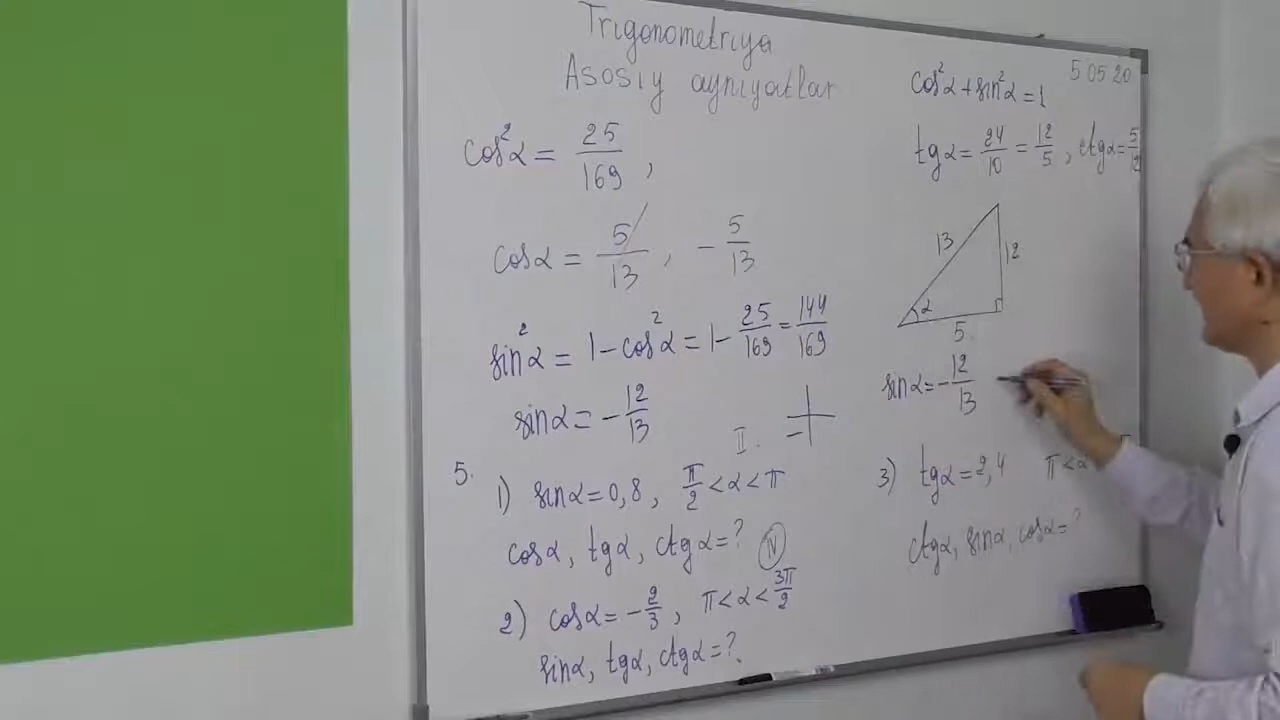 Trigonometriya
Asosiy ayniyatlar
5 05 20
cos²α = 25/169,
cosα = 5/13, - 5/13
sin²α = 1-cos²α = 1- 25/169 = 144/169
sinα = - 12/13
II.
5.
1) sinα=0,8, π/2 < α < π
cosα, tgα, ctgα=?
IV
2) cosα= - 2/3, π < α < 3π/2
sinα, tgα, ctgα=?
cos²α + sin²α = 1
tgα = 24/10 = 12/5, ctgα = 5/12
13
12
α
5
sinα = - 12/13
3) tgα = 2,4 π < α
ctgα, sinα, cosα=?